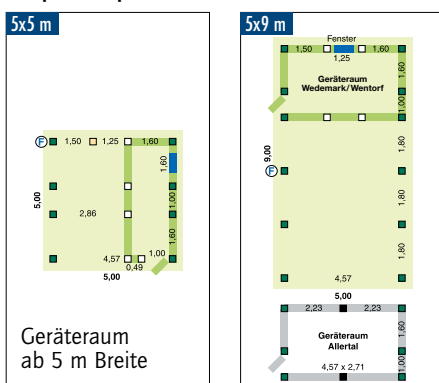 5x5 m
F
1,50
1,25
1,60
1,60
5,00
2,86
1,00
1,60
4,57
1,00
0,49
5,00
Geräteraum
ab 5 m Breite
5x9 m
Fenster
1,50
1,60
1,25
1,60
Geräteraum
Wedemark/Wentorf
1,00
9,00
1,80
F
1,80
1,80
4,57
5,00
2,23
2,23
Geräteraum
Allertal
1,60
4,57 x 2,71
1,00